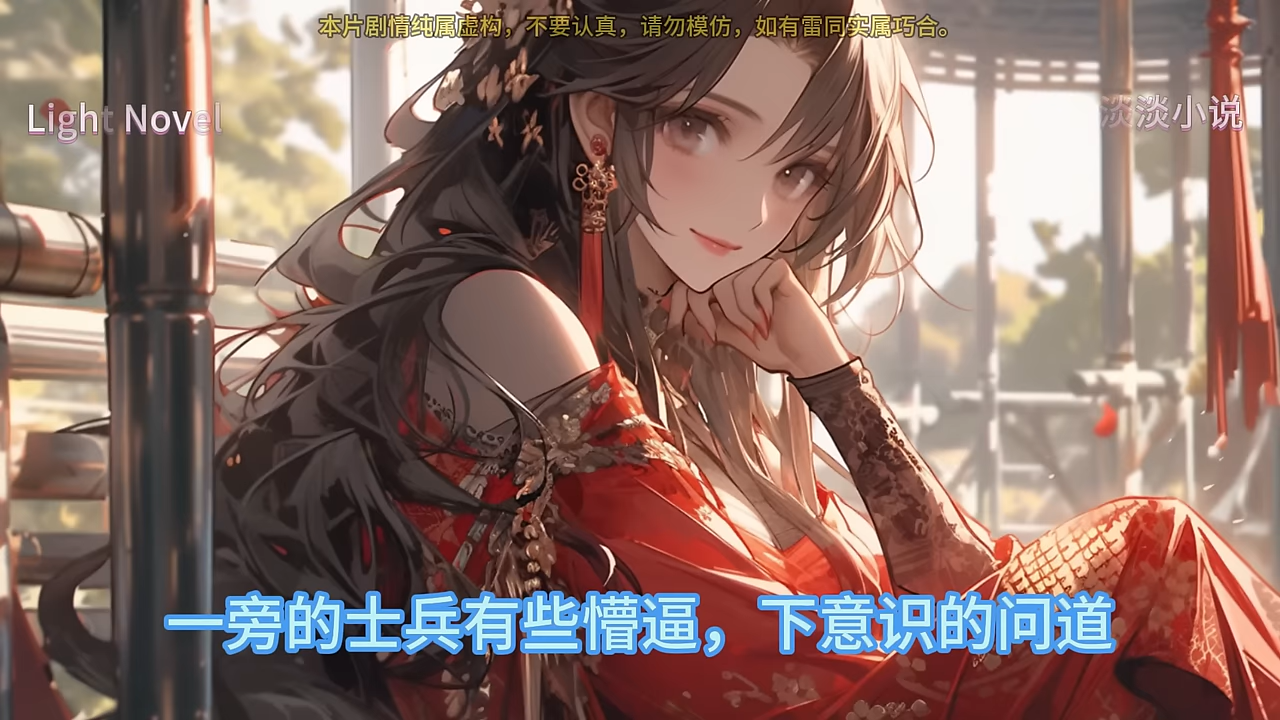 本片剧情纯属虚构，不要认真，请勿模仿，如有雷同实属巧合。
Light Novel
淡淡小说
一旁的士兵有些懵逼，下意识的问道